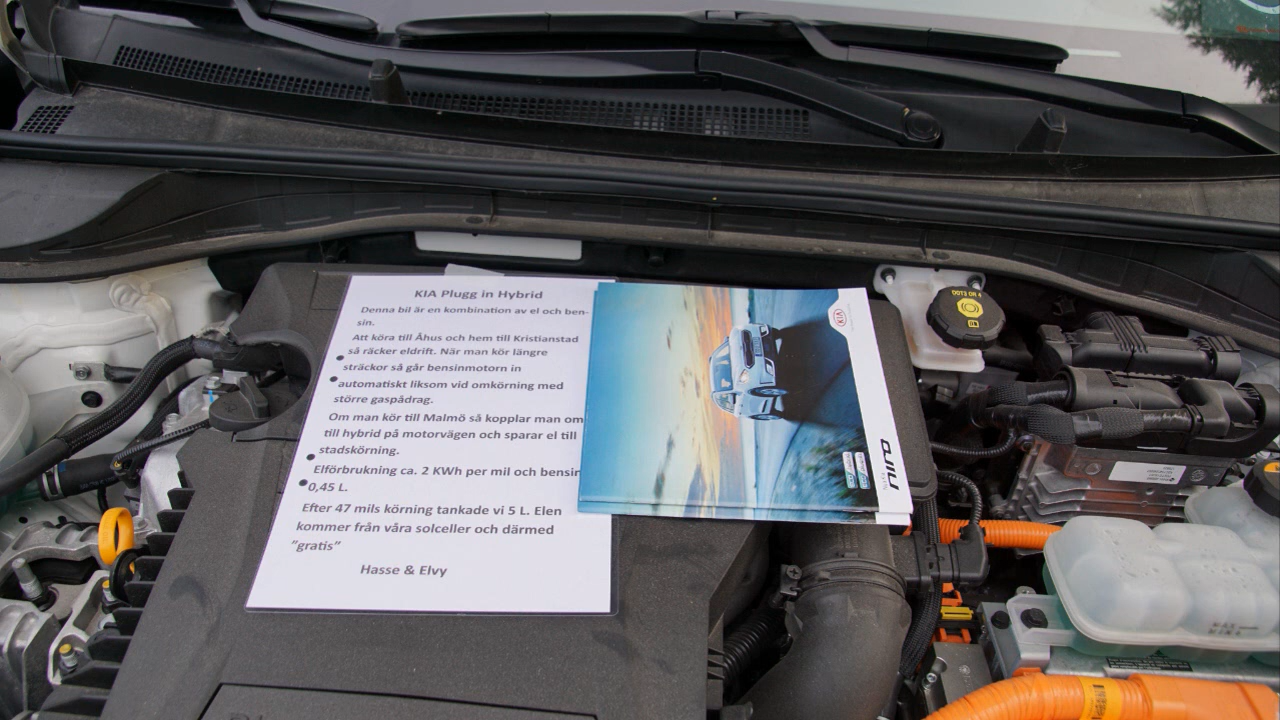 KIA Plugg in Hybrid
Denna bil är en kombination av el och ben-
sin.
Att köra till Åhus och hem till Kristianstad
så räcker eldrift. När man kör längre
sträckor så går bensinmotorn in
automatiskt liksom vid omkörning med
större gaspådrag.
Om man kör till Malmö så kopplar man om
till hybrid på motorvägen och sparar el till
stadskörning.
Elförbrukning ca. 2 KWh per mil och bensin
0,45 L.
Efter 47 mils körning tankade vi 5 L. Elen
kommer från våra solceller och därmed
”gratis”
Hasse & Elvy
KIA
NIRO